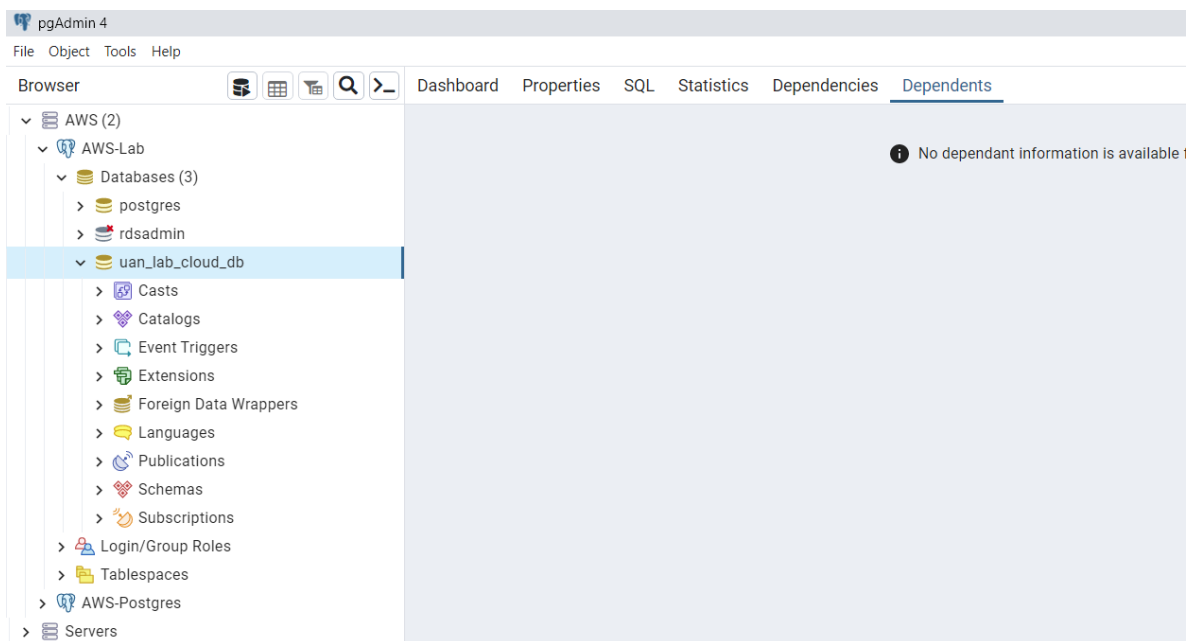 pgAdmin 4
File Object Tools Help
Browser
Dashboard Properties SQL Statistics Dependencies Dependents
AWS (2)
AWS-Lab
No dependant information is available f
Databases (3)
postgres
rdsadmin
uan_lab_cloud_db
Casts
Catalogs
Event Triggers
Extensions
Foreign Data Wrappers
Languages
Publications
Schemas
Subscriptions
Login/Group Roles
Tablespaces
AWS-Postgres
Servers